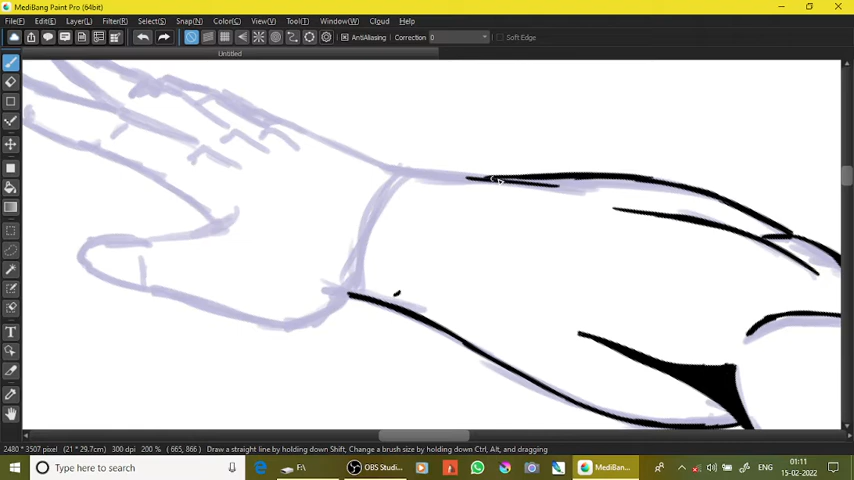 MediBang Paint Pro (64bit)
File(F) Edit(E) Layer(L) Filter(R) Select(S) Snap(N) Color(C) View(V) Tool(T) Window(W) Cloud Help
AntiAliasing Correction 0 Soft Edge
Untitled
2480 * 3507 pixel (21 * 29.7cm) 300 dpi 200 % (665, 866) Draw a straight line by holding down Shift, Change a brush size by holding down Ctrl, Alt, and dragging
Type here to search F:\ OBS Studi... MediBa... ENG 01:11
15-02-2022